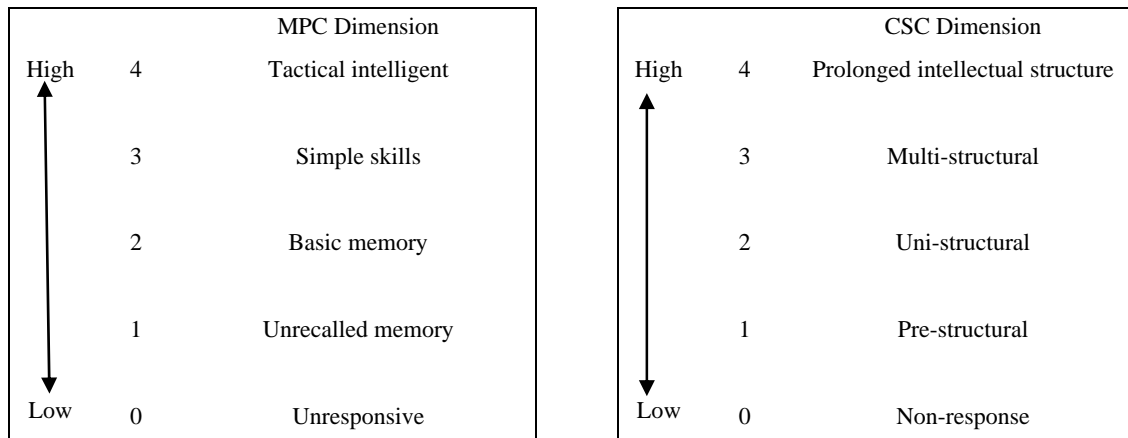 MPC Dimension
High 4 Tactical intelligent
3 Simple skills
2 Basic memory
1 Unrecalled memory
Low 0 Unresponsive
CSC Dimension
High 4 Prolonged intellectual structure
3 Multi-structural
2 Uni-structural
1 Pre-structural
Low 0 Non-response